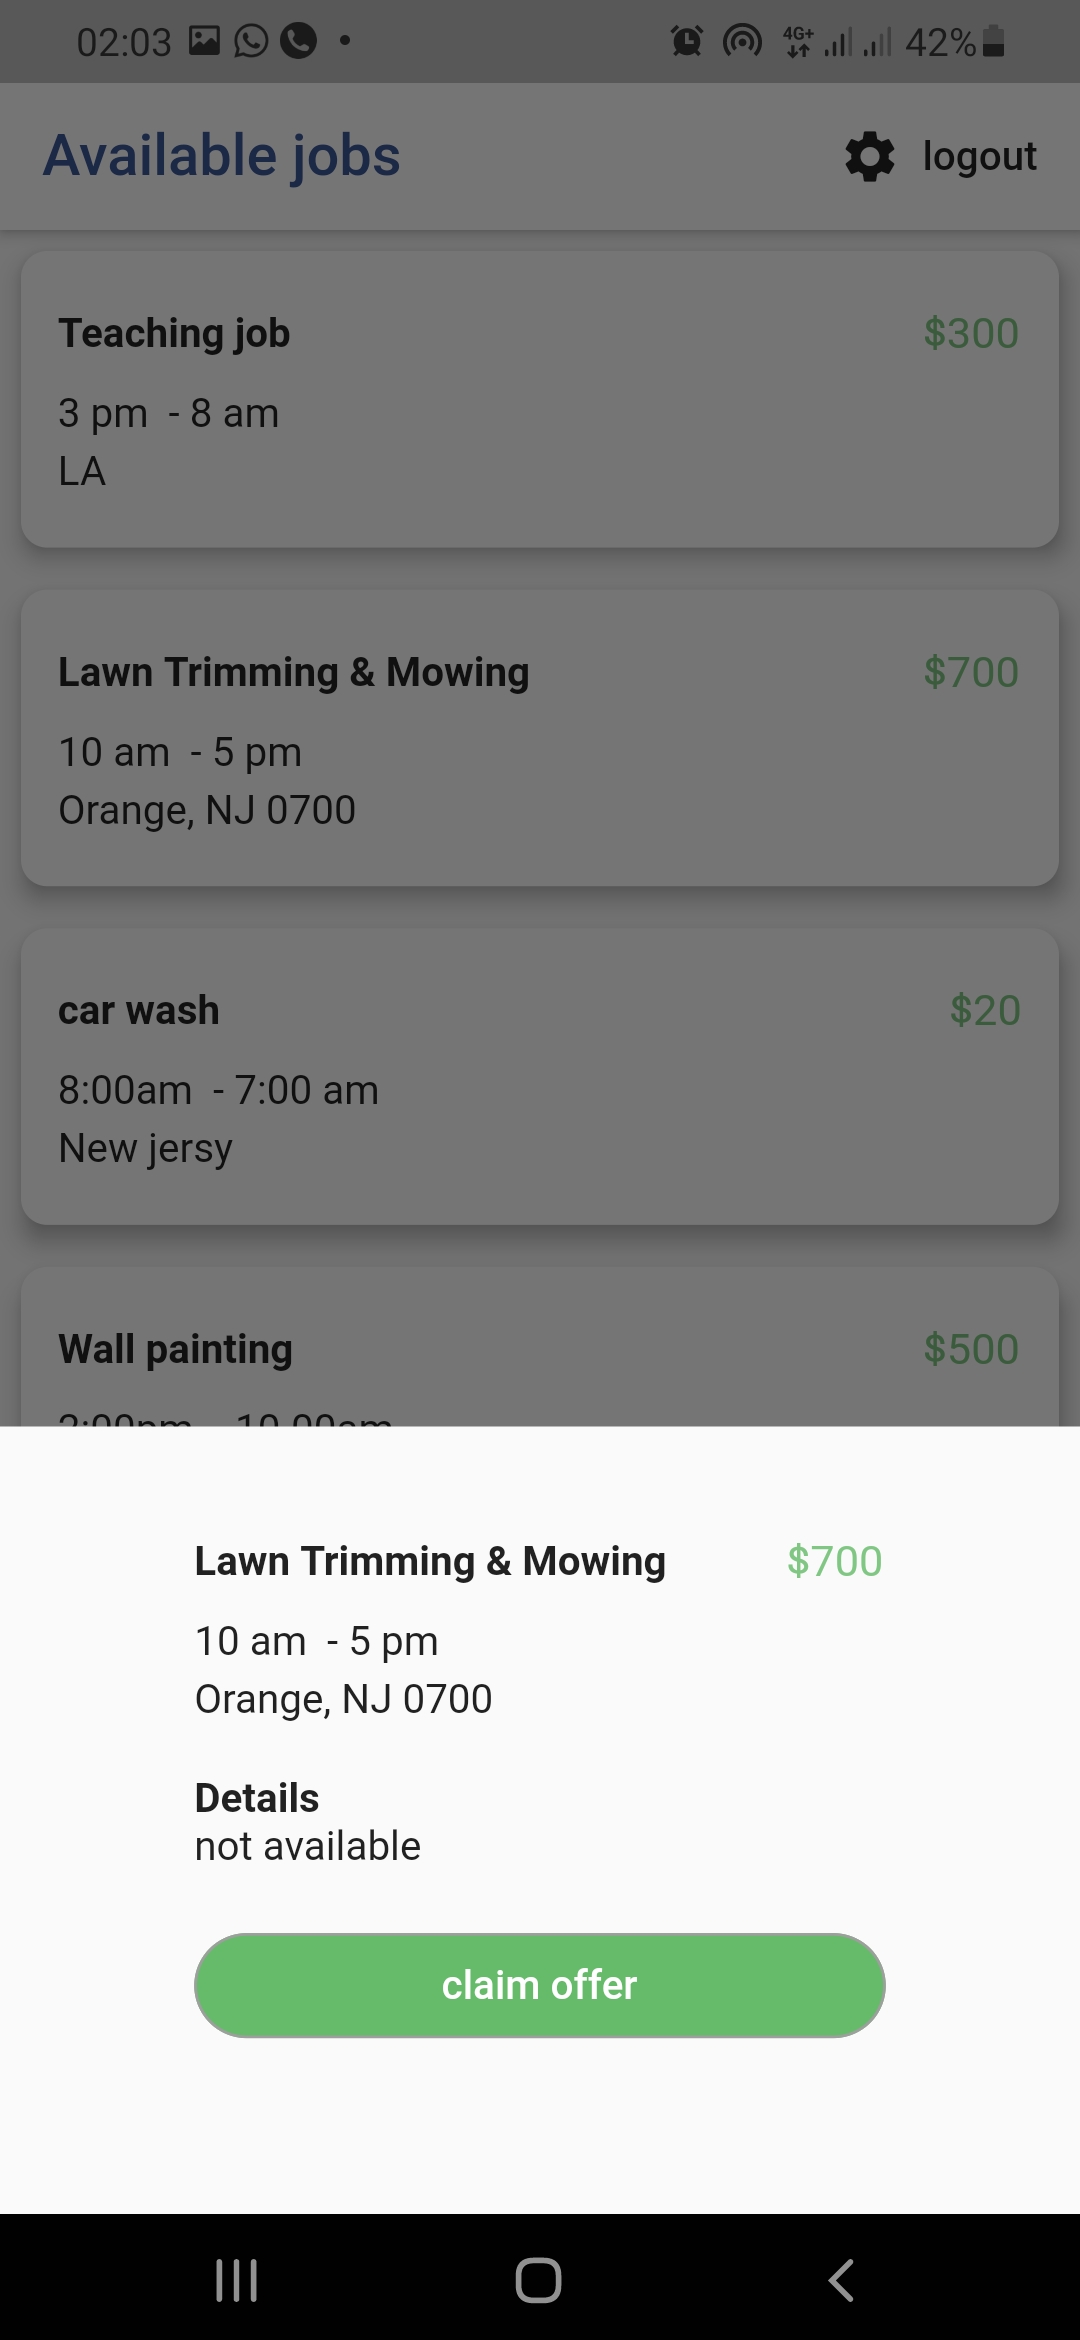 02:03
4G+
42%
Available jobs
logout
Teaching job
$300
3 pm  - 8 am
LA
Lawn Trimming & Mowing
$700
10 am  - 5 pm
Orange, NJ 0700
car wash
$20
8:00am  - 7:00 am
New jersy
Wall painting
$500
Lawn Trimming & Mowing
$700
10 am  - 5 pm
Orange, NJ 0700
Details
not available
claim offer